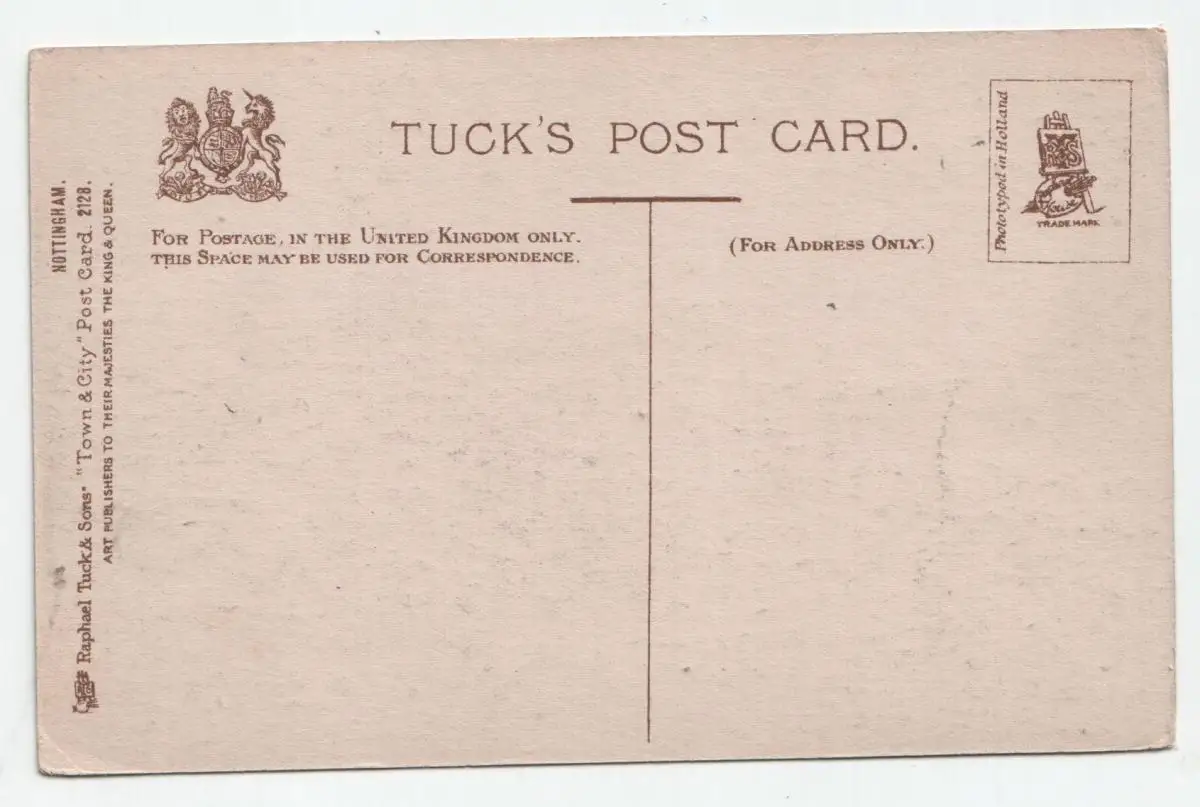 TUCK'S POST CARD.
FOR POSTAGE, IN THE UNITED KINGDOM ONLY.
THIS SPACE MAY BE USED FOR CORRESPONDENCE.
(FOR ADDRESS ONLY.)
Phototyped in Holland
TRADE MARK
NOTTINGHAM.
Raphael Tuck & Sons' "Town & City" Post Card. 2128.
ART PUBLISHERS TO THEIR MAJESTIES THE KING & QUEEN.